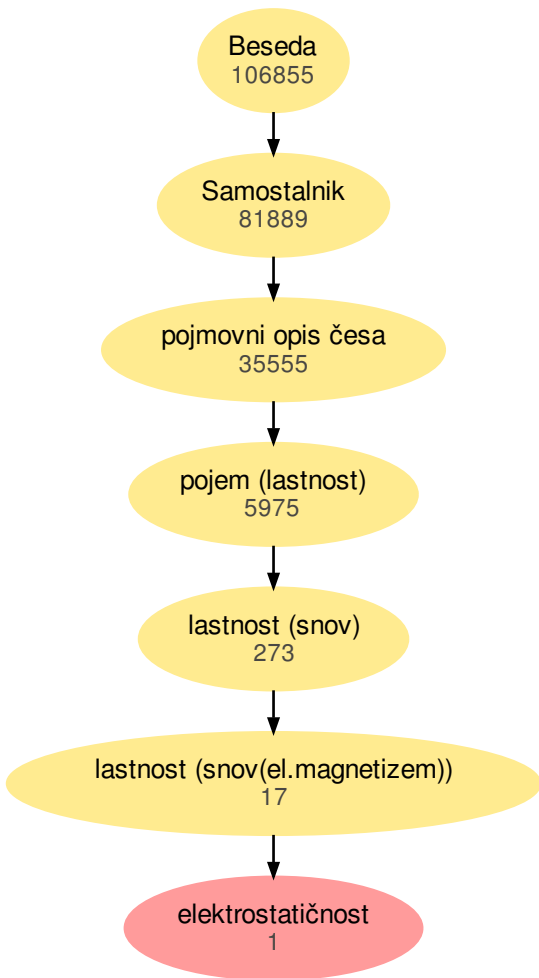 Beseda
106855
Samostalnik
81889
pojmovni opis česa
35555
pojem (lastnost)
5975
lastnost (snov)
273
lastnost (snov(el.magnetizem))
17
elektrostatičnost
1